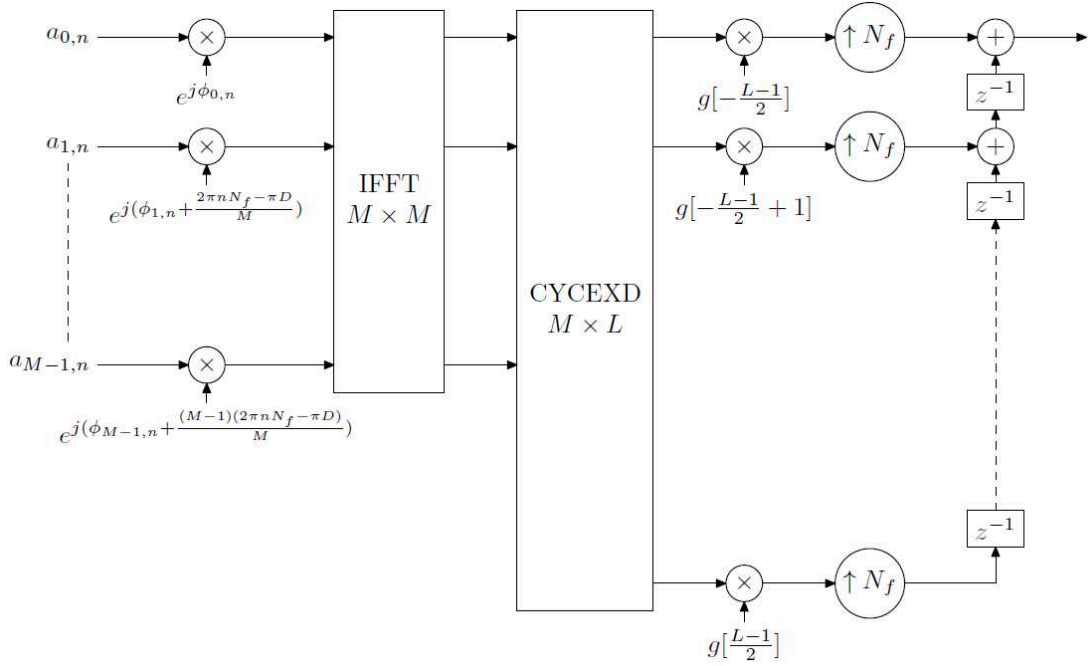 a_{0,n} × ↑ N_f +
e^{jϕ_{0,n}} g[-\frac{L-1}{2}] z^{-1}
a_{1,n} × × ↑ N_f +
IFFT
M × M
e^{j(ϕ_{1,n}+\frac{2πnN_f-πD}{M})} g[-\frac{L-1}{2} + 1] z^{-1}
CYCEXD
M × L
a_{M-1,n} ×
e^{j(ϕ_{M-1,n}+\frac{(M-1)(2πnN_f-πD)}{M})}
z^{-1}
× ↑ N_f
g[\frac{L-1}{2}]